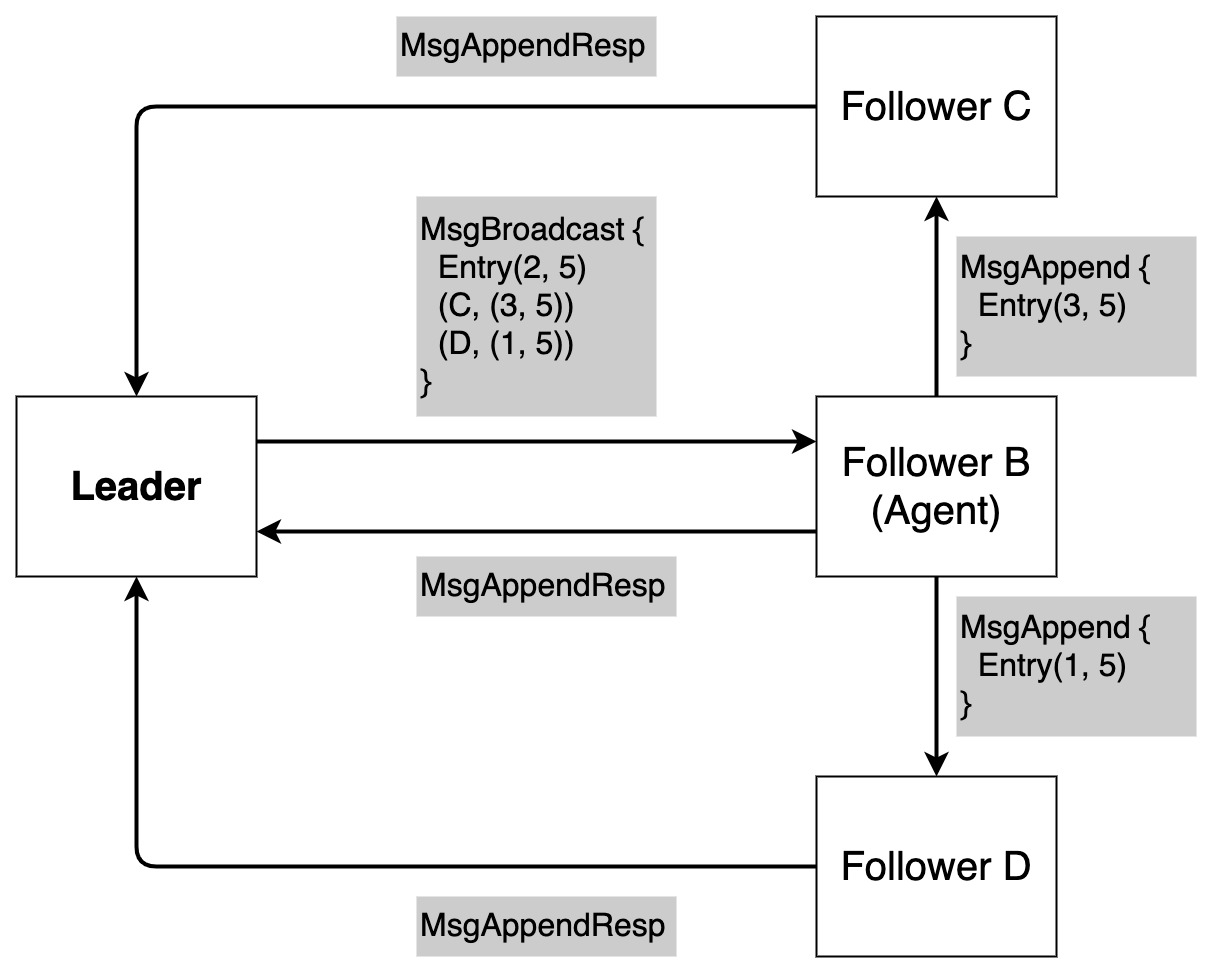 MsgAppendResp
Follower C
MsgBroadcast {
Entry(2, 5)
(C, (3, 5))
(D, (1, 5))
}
MsgAppend {
Entry(3, 5)
}
Leader
Follower B
(Agent)
MsgAppendResp
MsgAppend {
Entry(1, 5)
}
Follower D
MsgAppendResp